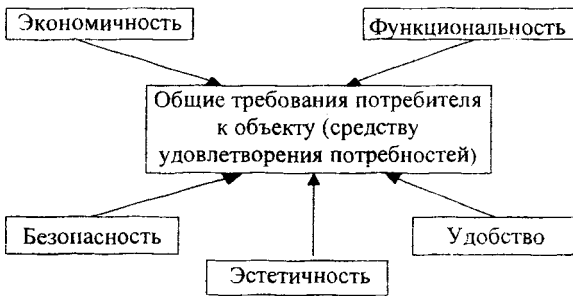 Экономичность
Функциональность
Общие требования потребителя
к объекту (средству
удовлетворения потребностей)
Безопасность
Удобство
Эстетичность